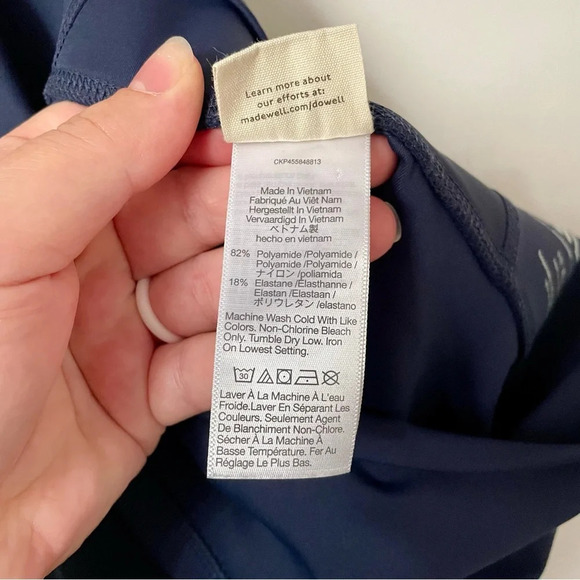 Learn more about
our efforts at:
madewell.com/dowell
CKP455848813
Made In Vietnam
Fabriqué Au Viêt Nam
Hergestellt In Vietnam
Vervaardigd In Vietnam
ベトナム製
hecho en vietnam
82% Polyamide /Polyamide /
Polyamide /Polyamide /
ナイロン /poliamida
18% Elastane /Élasthanne /
Elastan /Elastaan /
ポリウレタン /elastano
Machine Wash Cold With Like
Colors. Non-Chlorine Bleach
Only. Tumble Dry Low. Iron
On Lowest Setting.
30
Laver À La Machine À L'eau
Froide.Laver En Séparant Les
Couleurs. Seulement Agent
De Blanchiment Non-Chlore.
Sécher À La Machine À
Basse Température. Fer Au
Réglage Le Plus Bas.